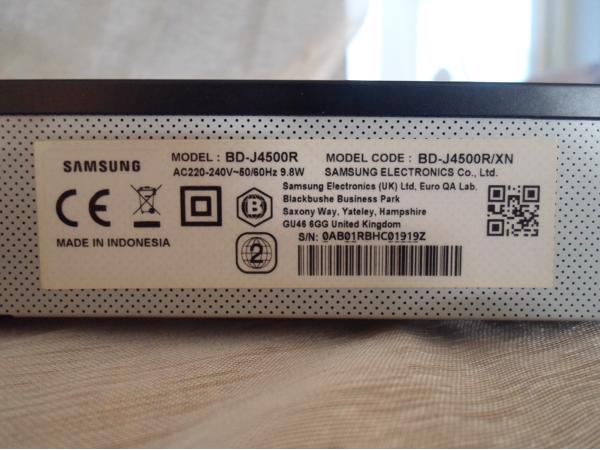 SAMSUNG
MODEL : BD-J4500R MODEL CODE : BD-J4500R/XN
AC220-240V~50/60Hz 9.8W SAMSUNG ELECTRONICS Co., Ltd.
Samsung Electronics (UK) Ltd, Euro QA Lab.
Blackbushe Business Park
Saxony Way, Yateley, Hampshire
GU46 6GG United Kingdom
S/N: 0AB01RBHC01919Z
CE
B
2
MADE IN INDONESIA